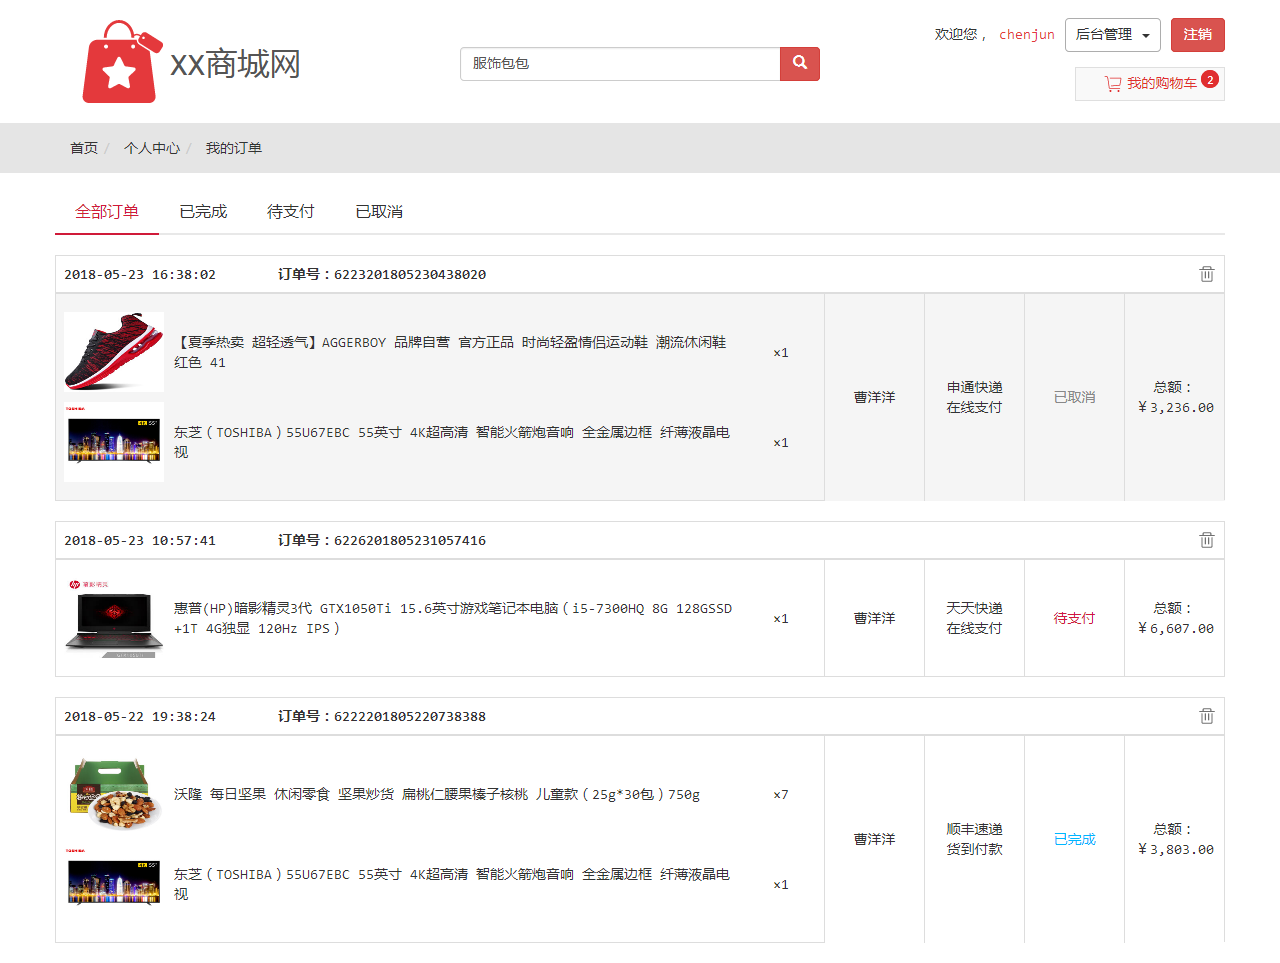 xx商城网
服饰包包
欢迎您， chenjun
后台管理
注销
我的购物车 2
首页 / 个人中心 / 我的订单
全部订单 已完成 待支付 已取消
2018-05-23 16:38:02 订单号：6223201805230438020
【夏季热卖 超轻透气】AGGERBOY 品牌自营 官方正品 时尚轻盈情侣运动鞋 潮流休闲鞋
红色 41
x1
东芝（TOSHIBA）55U67EBC 55英寸 4K超高清 智能火箭炮音响 全金属边框 纤薄液晶电
视
x1
曹洋洋
申通快递
在线支付
已取消
总额：
￥3,236.00
2018-05-23 10:57:41 订单号：6226201805231057416
惠普(HP)暗影精灵3代 GTX1050Ti 15.6英寸游戏笔记本电脑（i5-7300HQ 8G 128GSSD
+1T 4G独显 120Hz IPS）
x1
曹洋洋
天天快递
在线支付
待支付
总额：
￥6,607.00
2018-05-22 19:38:24 订单号：6222201805220738388
沃隆 每日坚果 休闲零食 坚果炒货 扁桃仁腰果榛子核桃 儿童款（25g*30包）750g
x7
东芝（TOSHIBA）55U67EBC 55英寸 4K超高清 智能火箭炮音响 全金属边框 纤薄液晶电
视
x1
曹洋洋
顺丰速递
货到付款
已完成
总额：
￥3,803.00